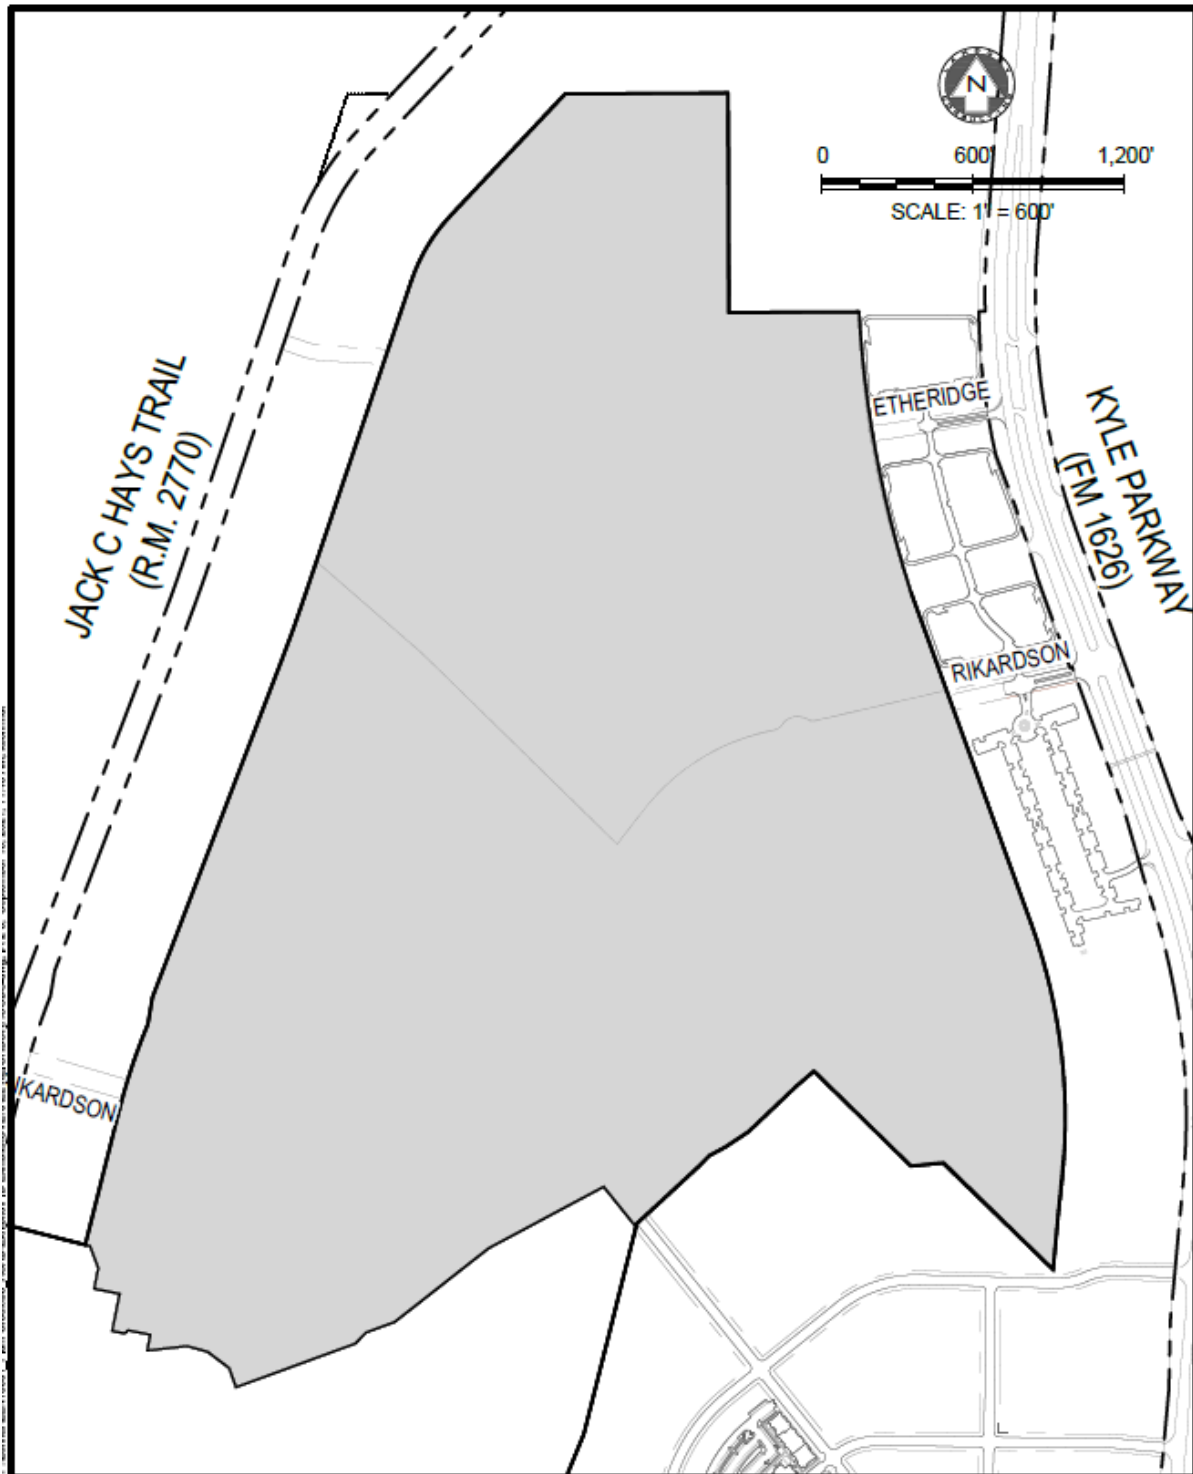 N
0 600' 1,200'
SCALE: 1" = 600'
ETHERIDGE
JACK C HAYS TRAIL
(R.M. 2770)
KYLE PARKWAY
(FM 1626)
RIKARDSON
IKARDSON